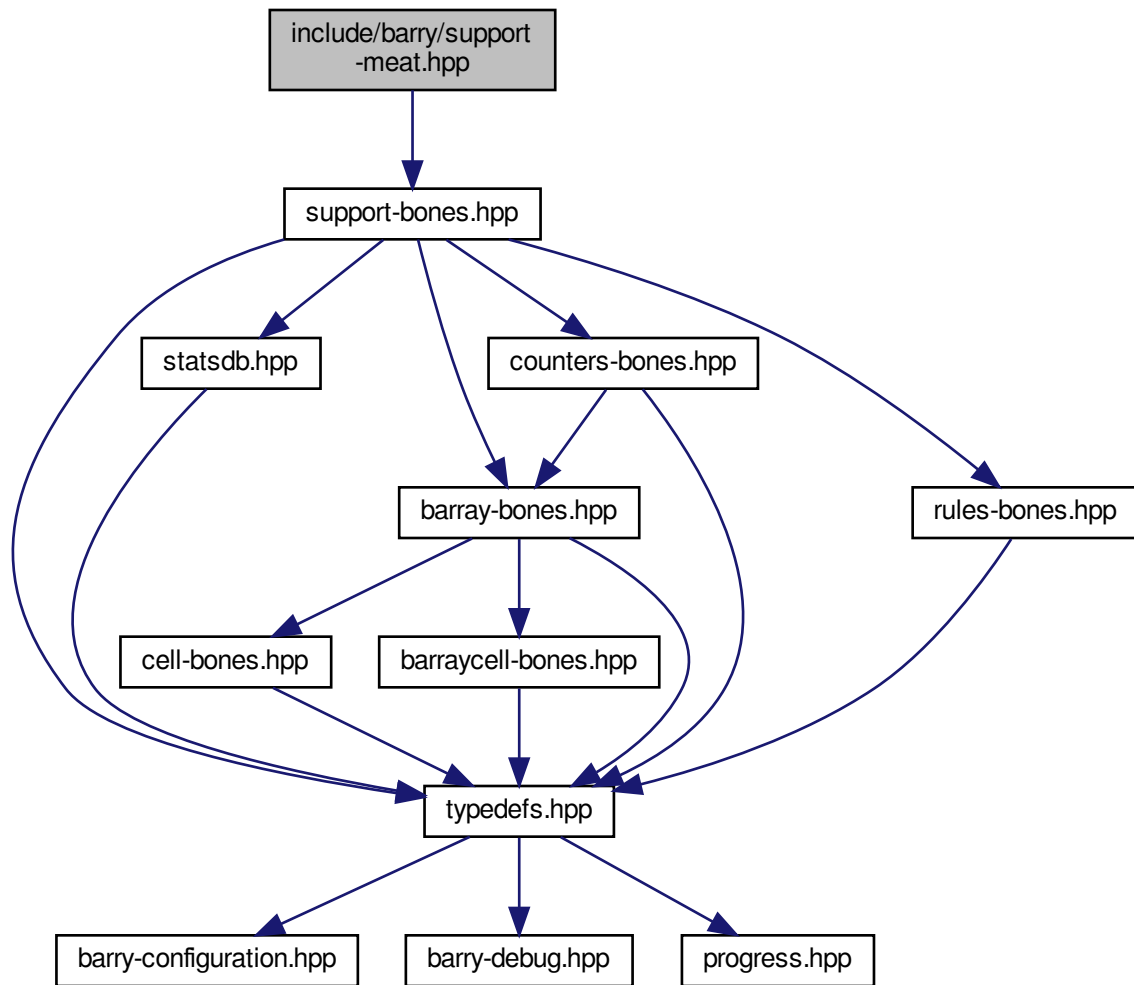 include/barry/support
-meat.hpp
support-bones.hpp
statsdb.hpp
counters-bones.hpp
barray-bones.hpp
rules-bones.hpp
cell-bones.hpp
barraycell-bones.hpp
typedefs.hpp
barry-configuration.hpp
barry-debug.hpp
progress.hpp